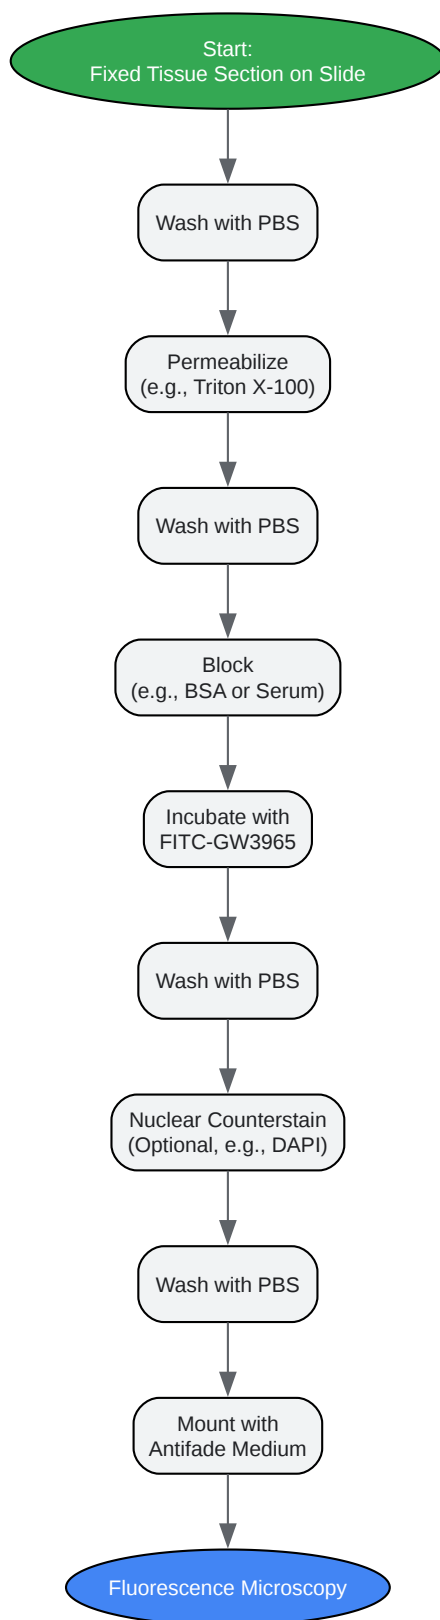 Start:
Fixed Tissue Section on Slide
Wash with PBS
Permeabilize
(e.g., Triton X-100)
Wash with PBS
Block
(e.g., BSA or Serum)
Incubate with
FITC-GW3965
Wash with PBS
Nuclear Counterstain
(Optional, e.g., DAPI)
Wash with PBS
Mount with
Antifade Medium
Fluorescence Microscopy